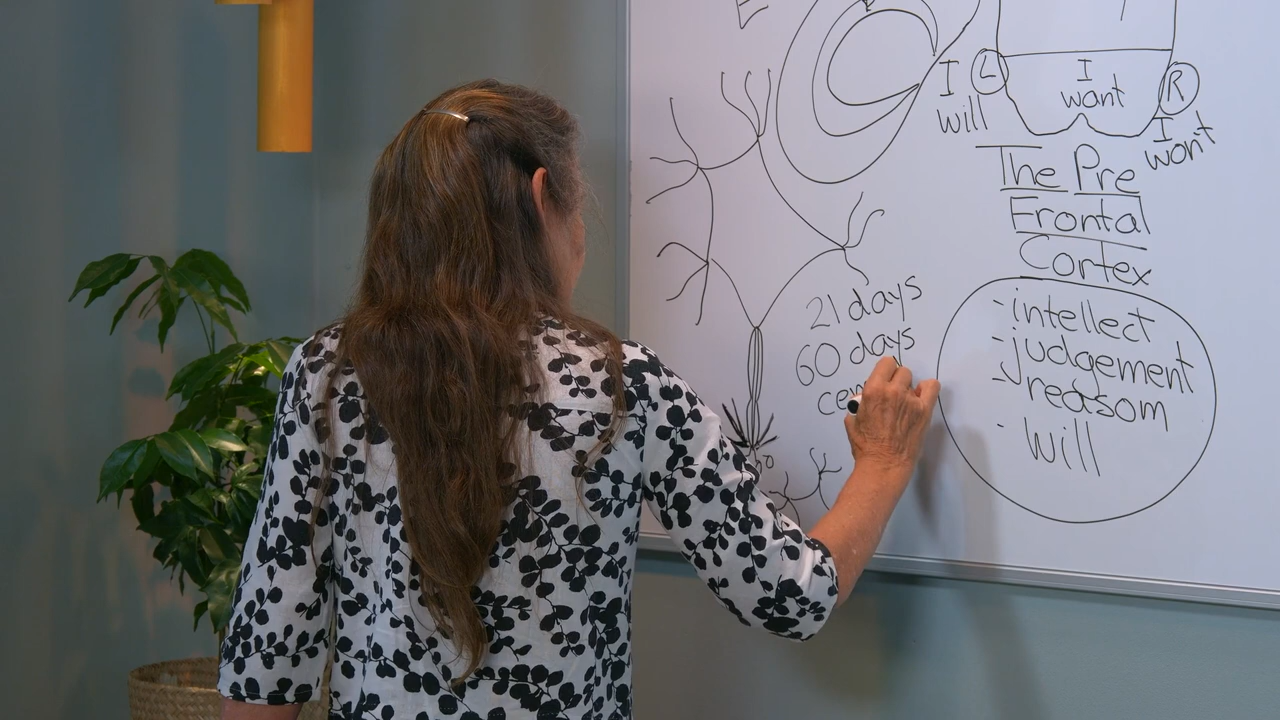 E
I
will
L
I
want
R
I
won't
The Pre
Frontal
Cortex
21 days
60 days
- intellect
- judgement
- reasom
- will